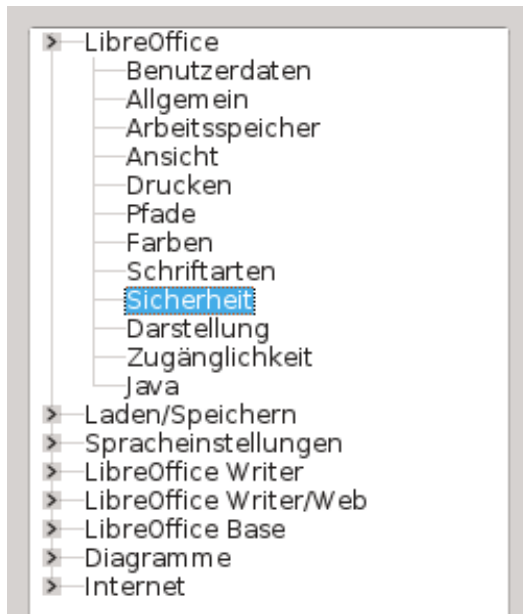 LibreOffice
Benutzerdaten
Allgemein
Arbeitsspeicher
Ansicht
Drucken
Pfade
Farben
Schriftarten
Sicherheit
Darstellung
Zugänglichkeit
Java
Laden/Speichern
Spracheinstellungen
LibreOffice Writer
LibreOffice Writer/Web
LibreOffice Base
Diagramme
Internet